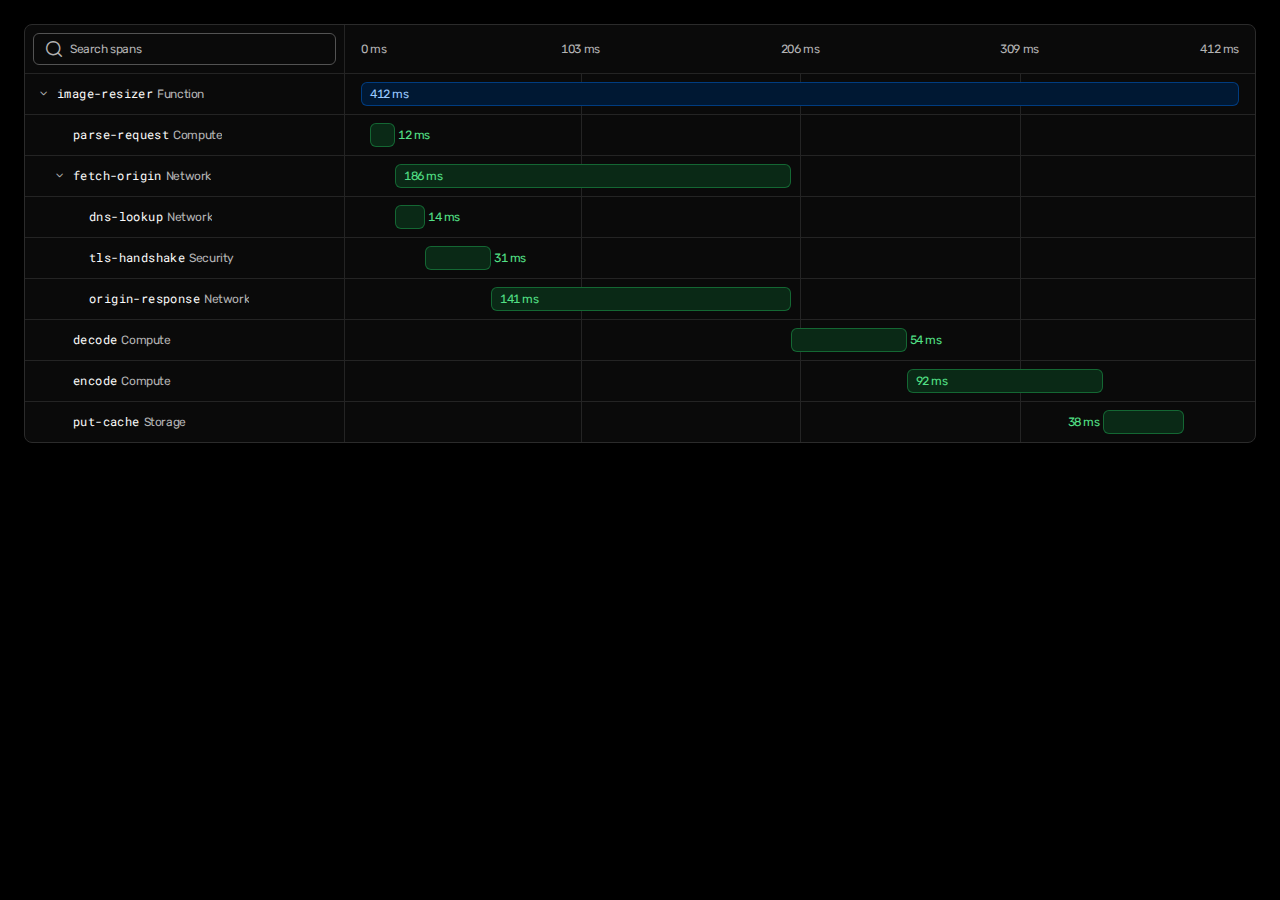 Search spans 0 ms 103 ms 206 ms 309 ms 412 ms
image-resizer Function 412 ms
parse-request Compute 12 ms
fetch-origin Network 186 ms
dns-lookup Network 14 ms
tls-handshake Security 31 ms
origin-response Network 141 ms
decode Compute 54 ms
encode Compute 92 ms
put-cache Storage 38 ms